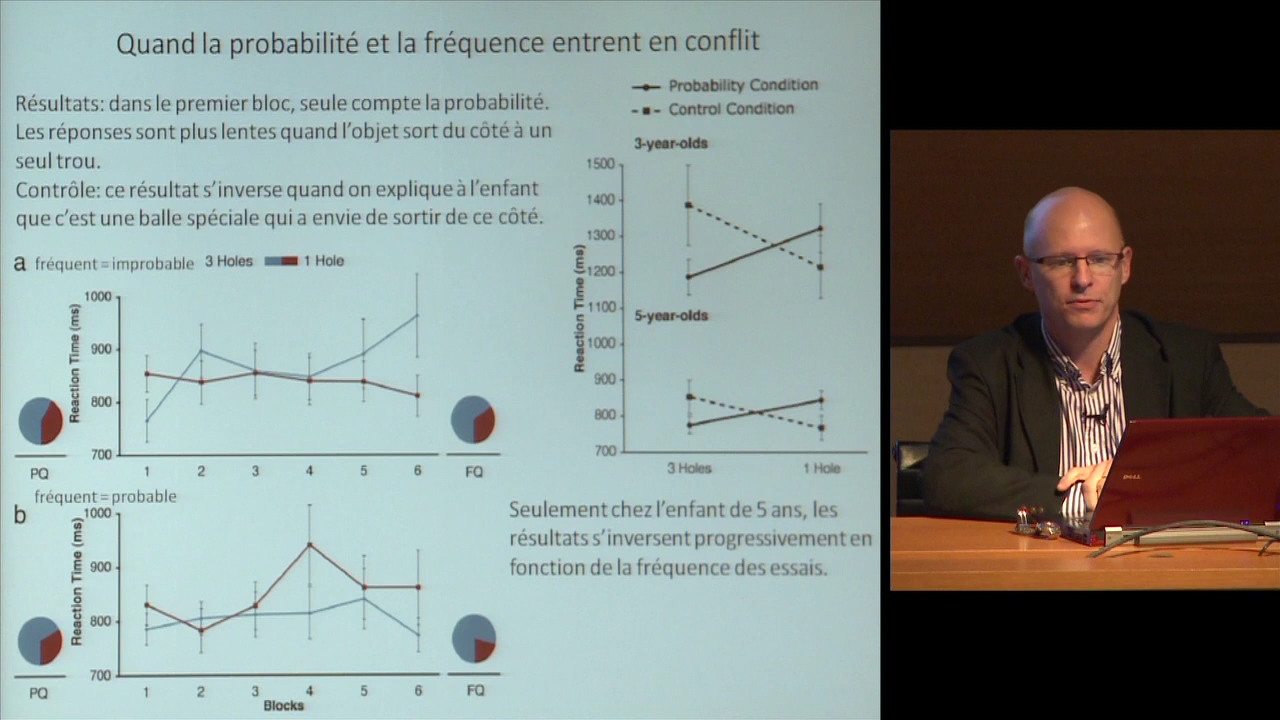 Quand la probabilité et la fréquence entrent en conflit
Résultats: dans le premier bloc, seule compte la probabilité.
Les réponses sont plus lentes quand l'objet sort du côté à un
seul trou.
Contrôle: ce résultat s'inverse quand on explique à l'enfant
que c'est une balle spéciale qui a envie de sortir de ce côté.
Probability Condition
Control Condition
3-year-olds
1500
1400
1300
1200
1100
5-year-olds
1000
900
800
700
Reaction Time (ms)
3 Holes
1 Hole
a fréquent = improbable 3 Holes 1 Hole
1000
900
800
700
Reaction Time (ms)
PQ
1 2 3 4 5 6
FQ
fréquent = probable
b
1000
900
800
700
Reaction Time (ms)
PQ
1 2 3 4 5 6
FQ
Blocks
Seulement chez l'enfant de 5 ans, les
résultats s'inversent progressivement en
fonction de la fréquence des essais.
DELL